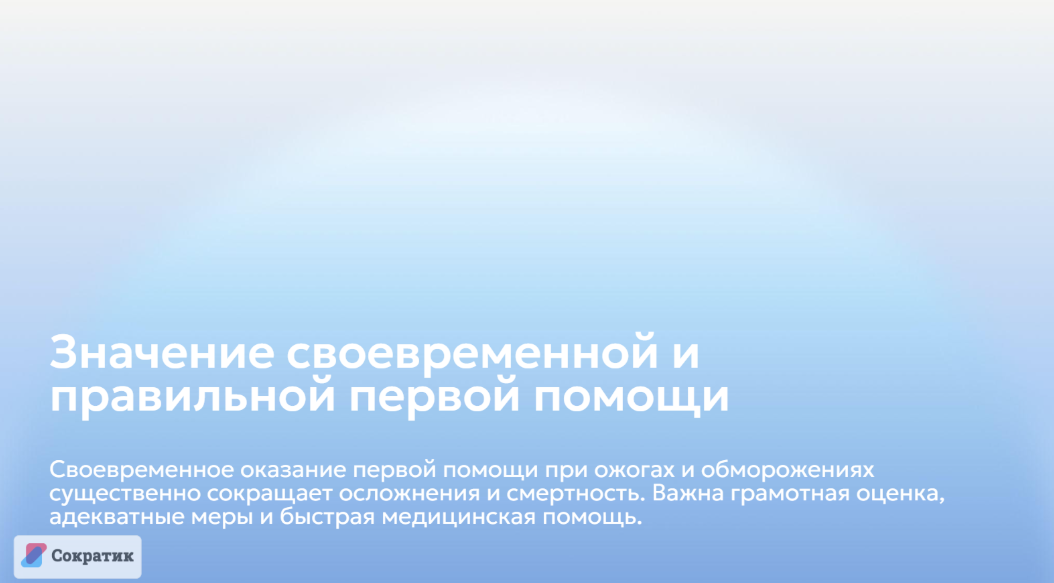 Значение своевременной и
правильной первой помощи
Своевременное оказание первой помощи при ожогах и обморожениях
существенно сокращает осложнения и смертность. Важна грамотная оценка,
адекватные меры и быстрая медицинская помощь.
Сократик